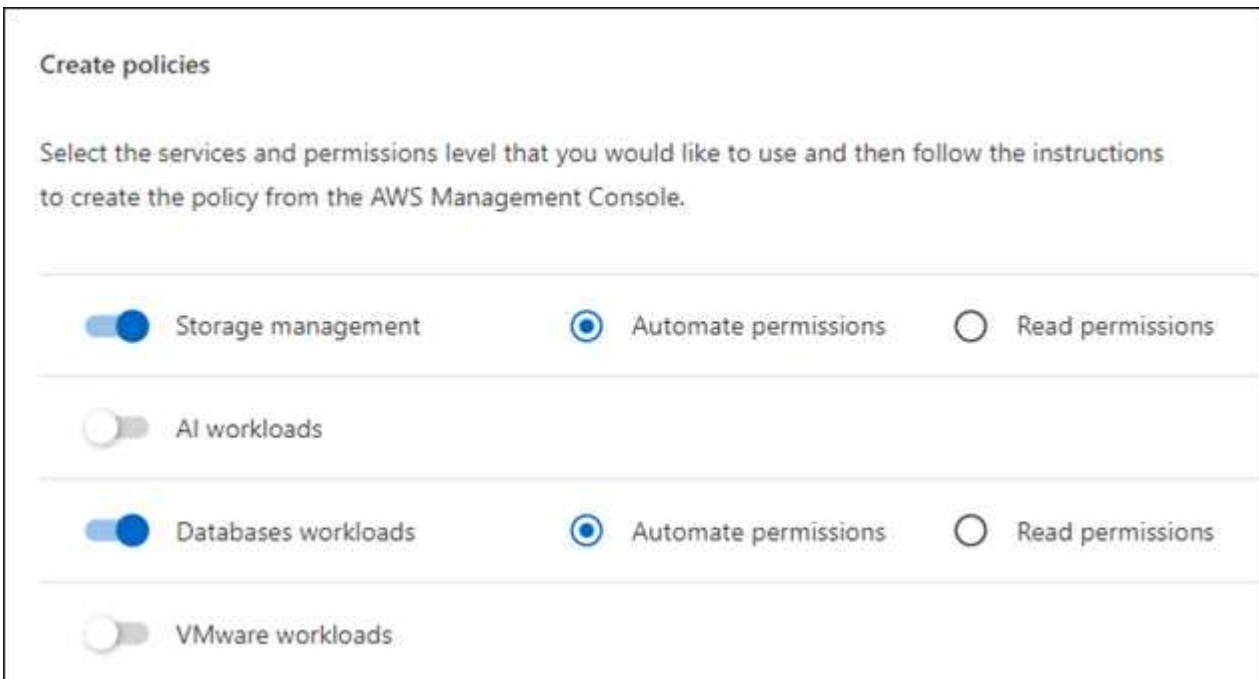 Create policies
Select the services and permissions level that you would like to use and then follow the instructions
to create the policy from the AWS Management Console.
Storage management Automate permissions Read permissions
AI workloads
Databases workloads Automate permissions Read permissions
VMware workloads